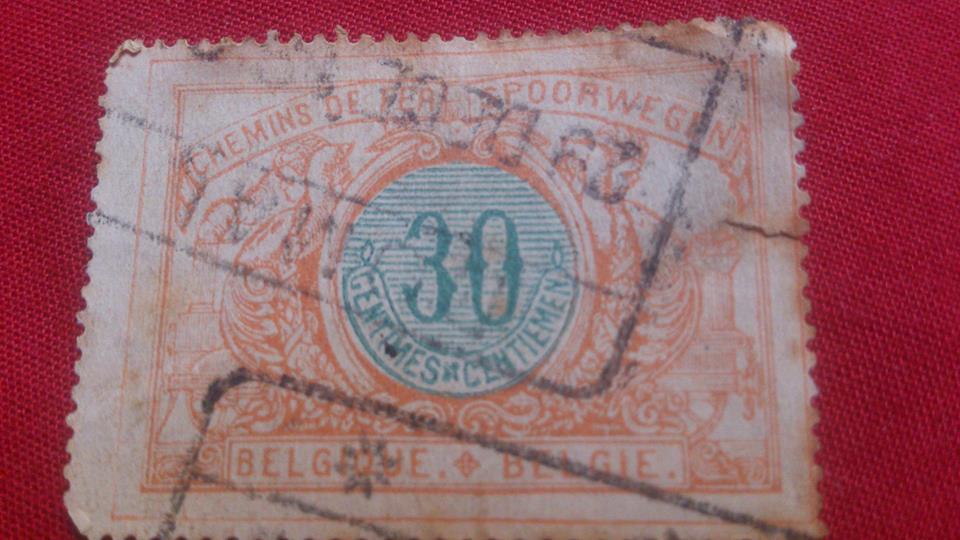 CHEMINS DE FER SPOORWEGEN
30
CENTIMES * CENTIEMEN
BELGIQUE. BELGIE.